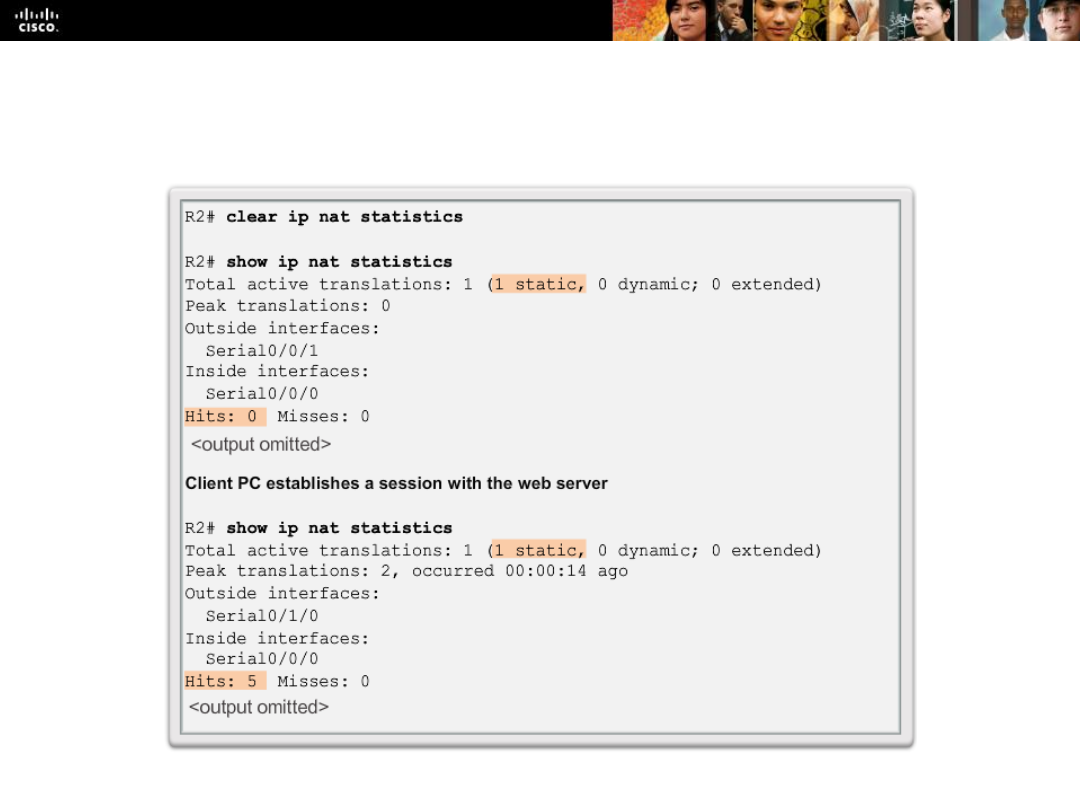 CISCO.
R2# clear ip nat statistics
R2# show ip nat statistics
Total active translations: 1 (1 static, 0 dynamic; 0 extended)
Peak translations: 0
Outside interfaces:
  Serial0/0/1
Inside interfaces:
  Serial0/0/0
Hits: 0  Misses: 0
<output omitted>
Client PC establishes a session with the web server
R2# show ip nat statistics
Total active translations: 1 (1 static, 0 dynamic; 0 extended)
Peak translations: 2, occurred 00:00:14 ago
Outside interfaces:
  Serial0/1/0
Inside interfaces:
  Serial0/0/0
Hits: 5  Misses: 0
<output omitted>